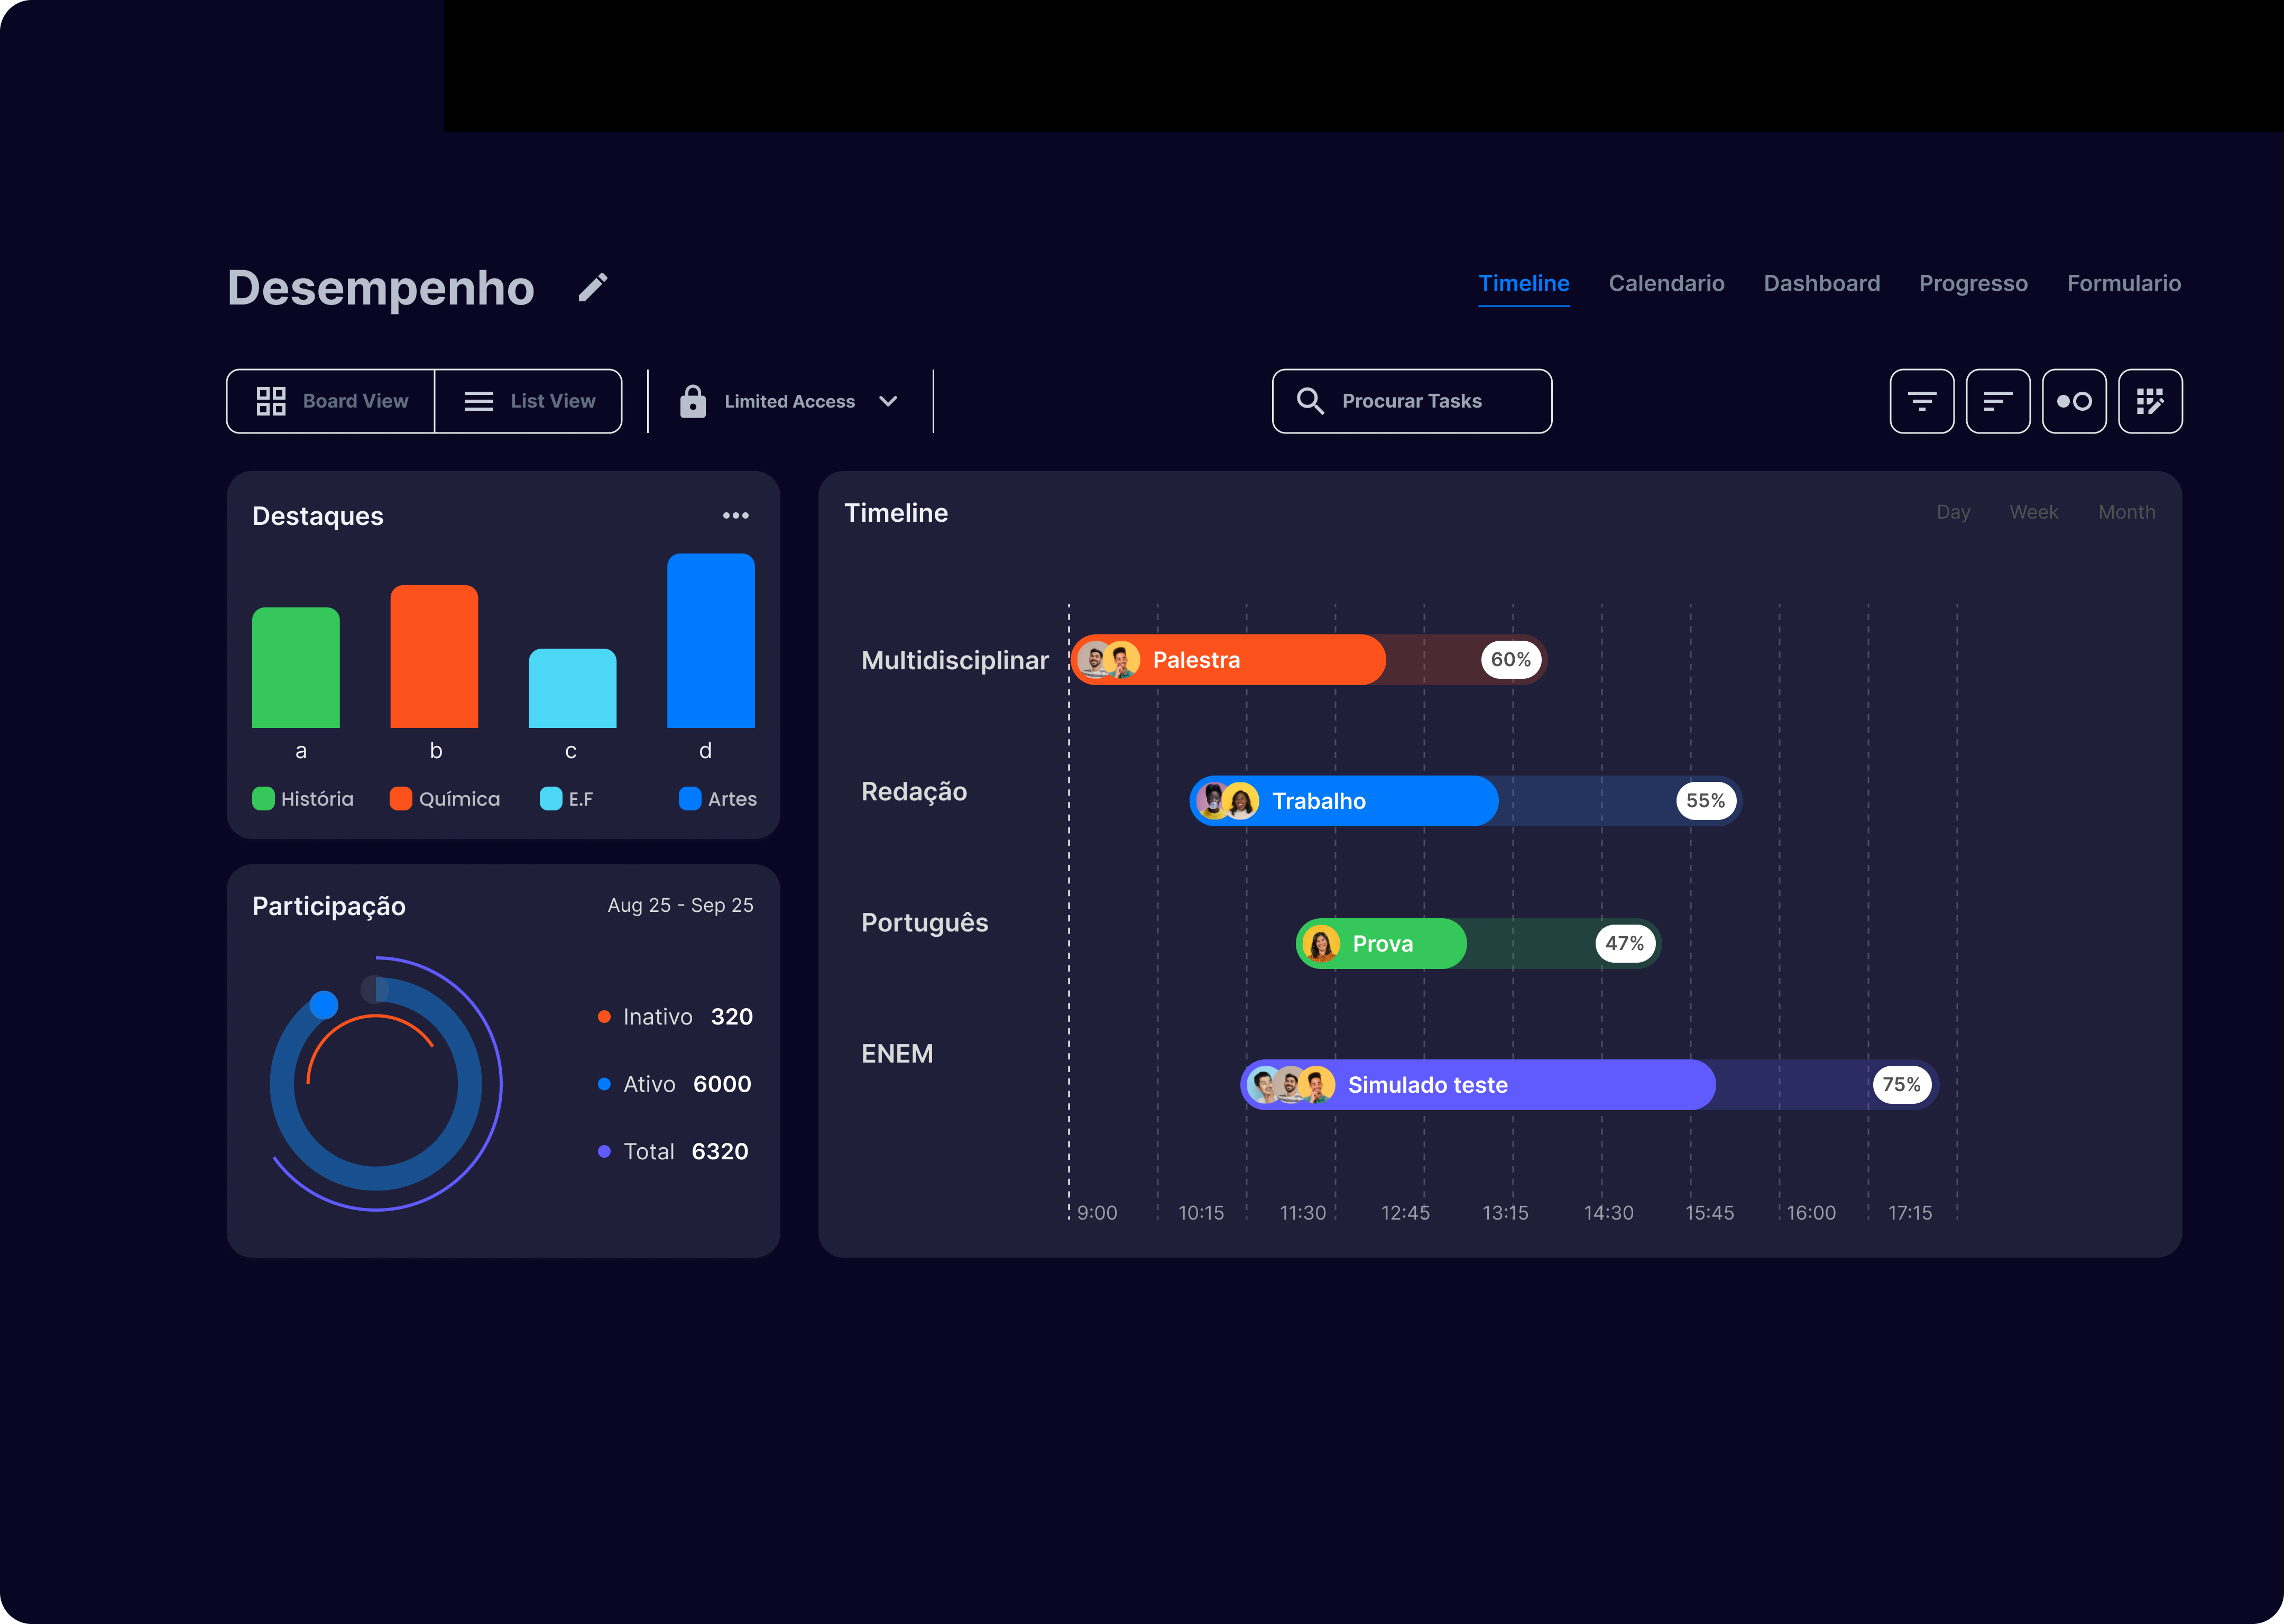 Desempenho
Timeline Calendario Dashboard Progresso Formulario
Board View List View Limited Access Procurar Tasks
Destaques
a b c d
História Química E.F Artes
Participação Aug 25 - Sep 25
Inativo 320
Ativo 6000
Total 6320
Timeline Day Week Month
Multidisciplinar Palestra 60%
Redação Trabalho 55%
Português Prova 47%
ENEM Simulado teste 75%
9:00 10:15 11:30 12:45 13:15 14:30 15:45 16:00 17:15